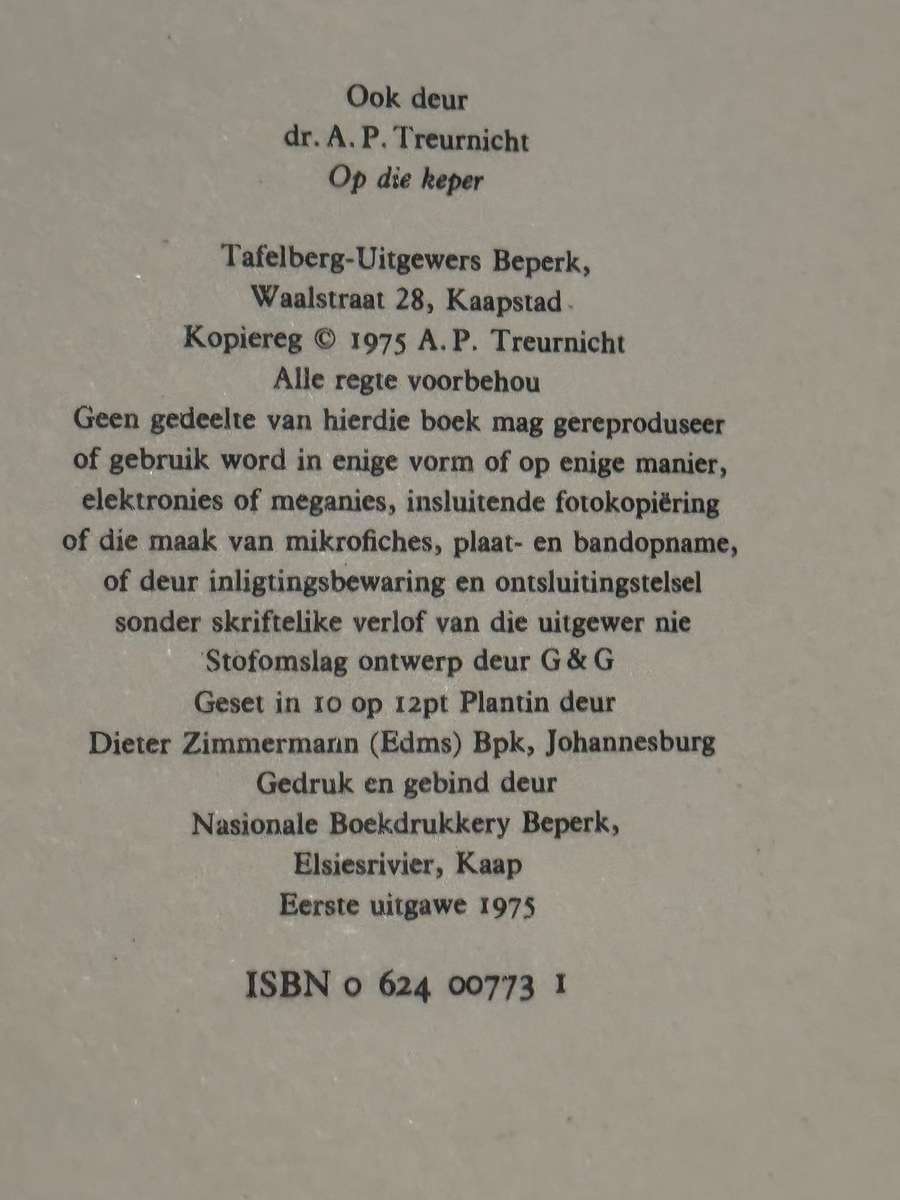 Ook deur
dr. A. P. Treurnicht
Op die keper
Tafelberg-Uitgewers Beperk,
Waalstraat 28, Kaapstad
Kopiereg © 1975 A. P. Treurnicht
Alle regte voorbehou
Geen gedeelte van hierdie boek mag gereproduseer
of gebruik word in enige vorm of op enige manier,
elektronies of meganies, insluitende fotokopiëring
of die maak van mikrofiches, plaat- en bandopname,
of deur inligtingsbewaring en ontsluitingstelsel
sonder skriftelike verlof van die uitgewer nie
Stofomslag ontwerp deur G & G
Geset in 10 op 12pt Plantin deur
Dieter Zimmermann (Edms) Bpk, Johannesburg
Gedruk en gebind deur
Nasionale Boekdrukkery Beperk,
Elsiesrivier, Kaap
Eerste uitgawe 1975
ISBN 0 624 00773 1